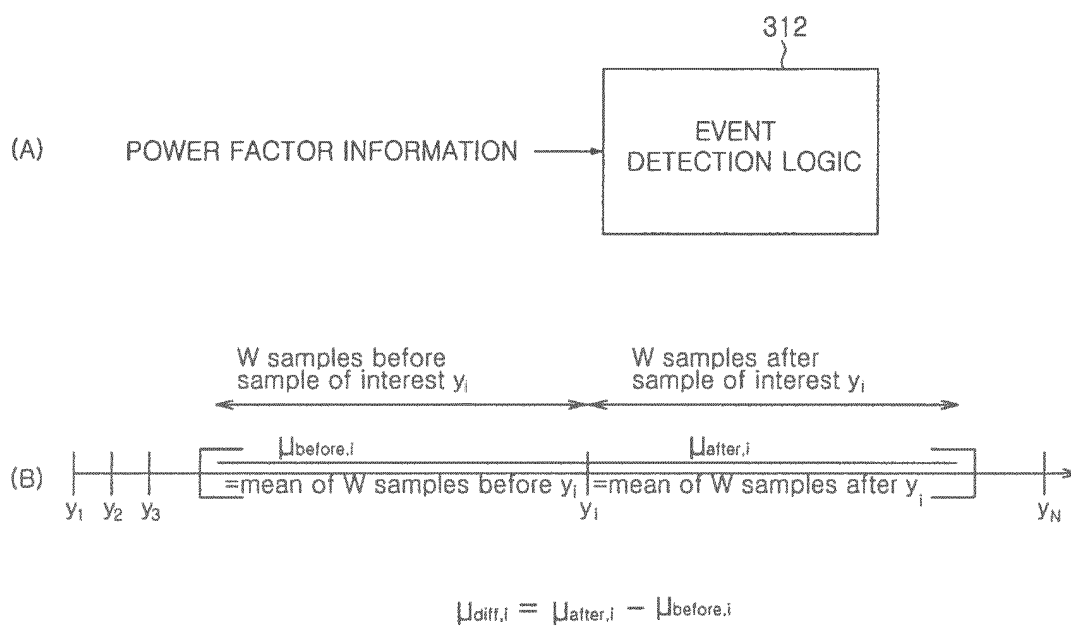 312
(A)
POWER FACTOR INFORMATION
EVENT
DETECTION LOGIC
W samples before
sample of interest yi
W samples after
sample of interest yi
(B)
μbefore,i
=mean of W samples before yi
μafter,i
=mean of W samples after yi
y1 y2 y3 yi yN
μdiff,i = μafter,i − μbefore,i